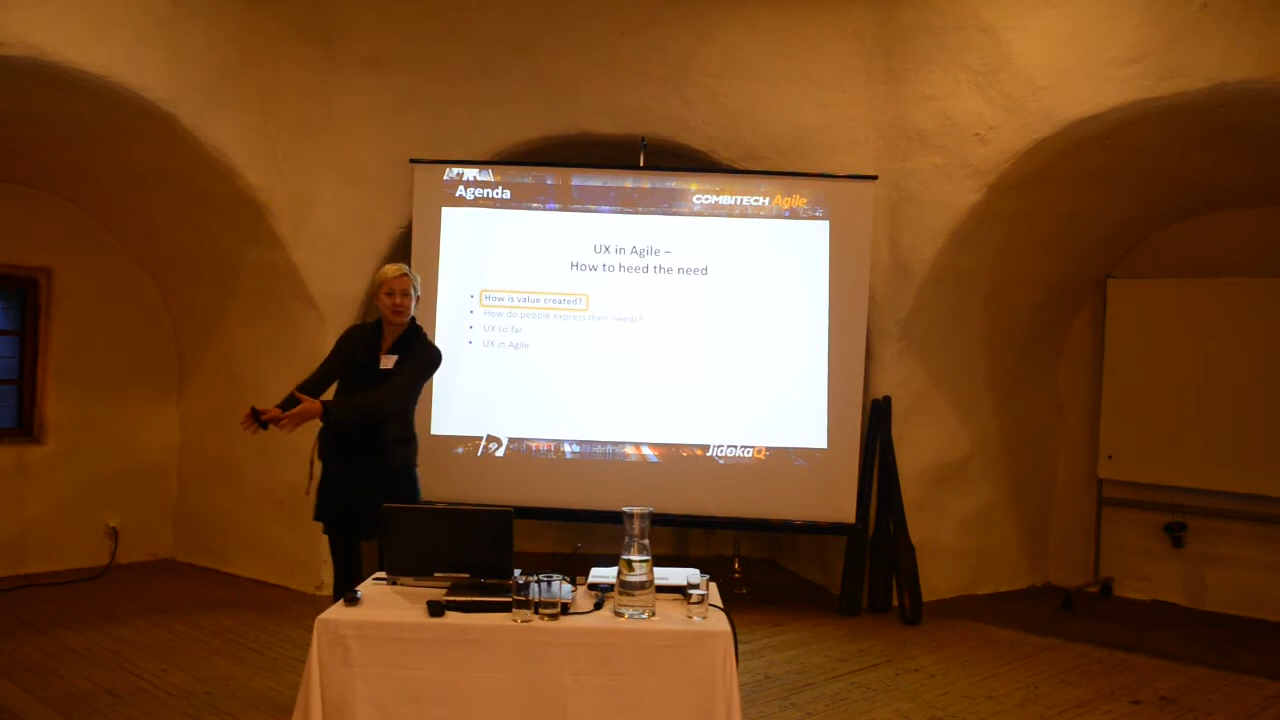 Agenda
COMBITECH Agile
UX in Agile –
How to heed the need
• How is value created?
• How do people express their needs?
• UX so far
• UX in Agile
JidokaQ